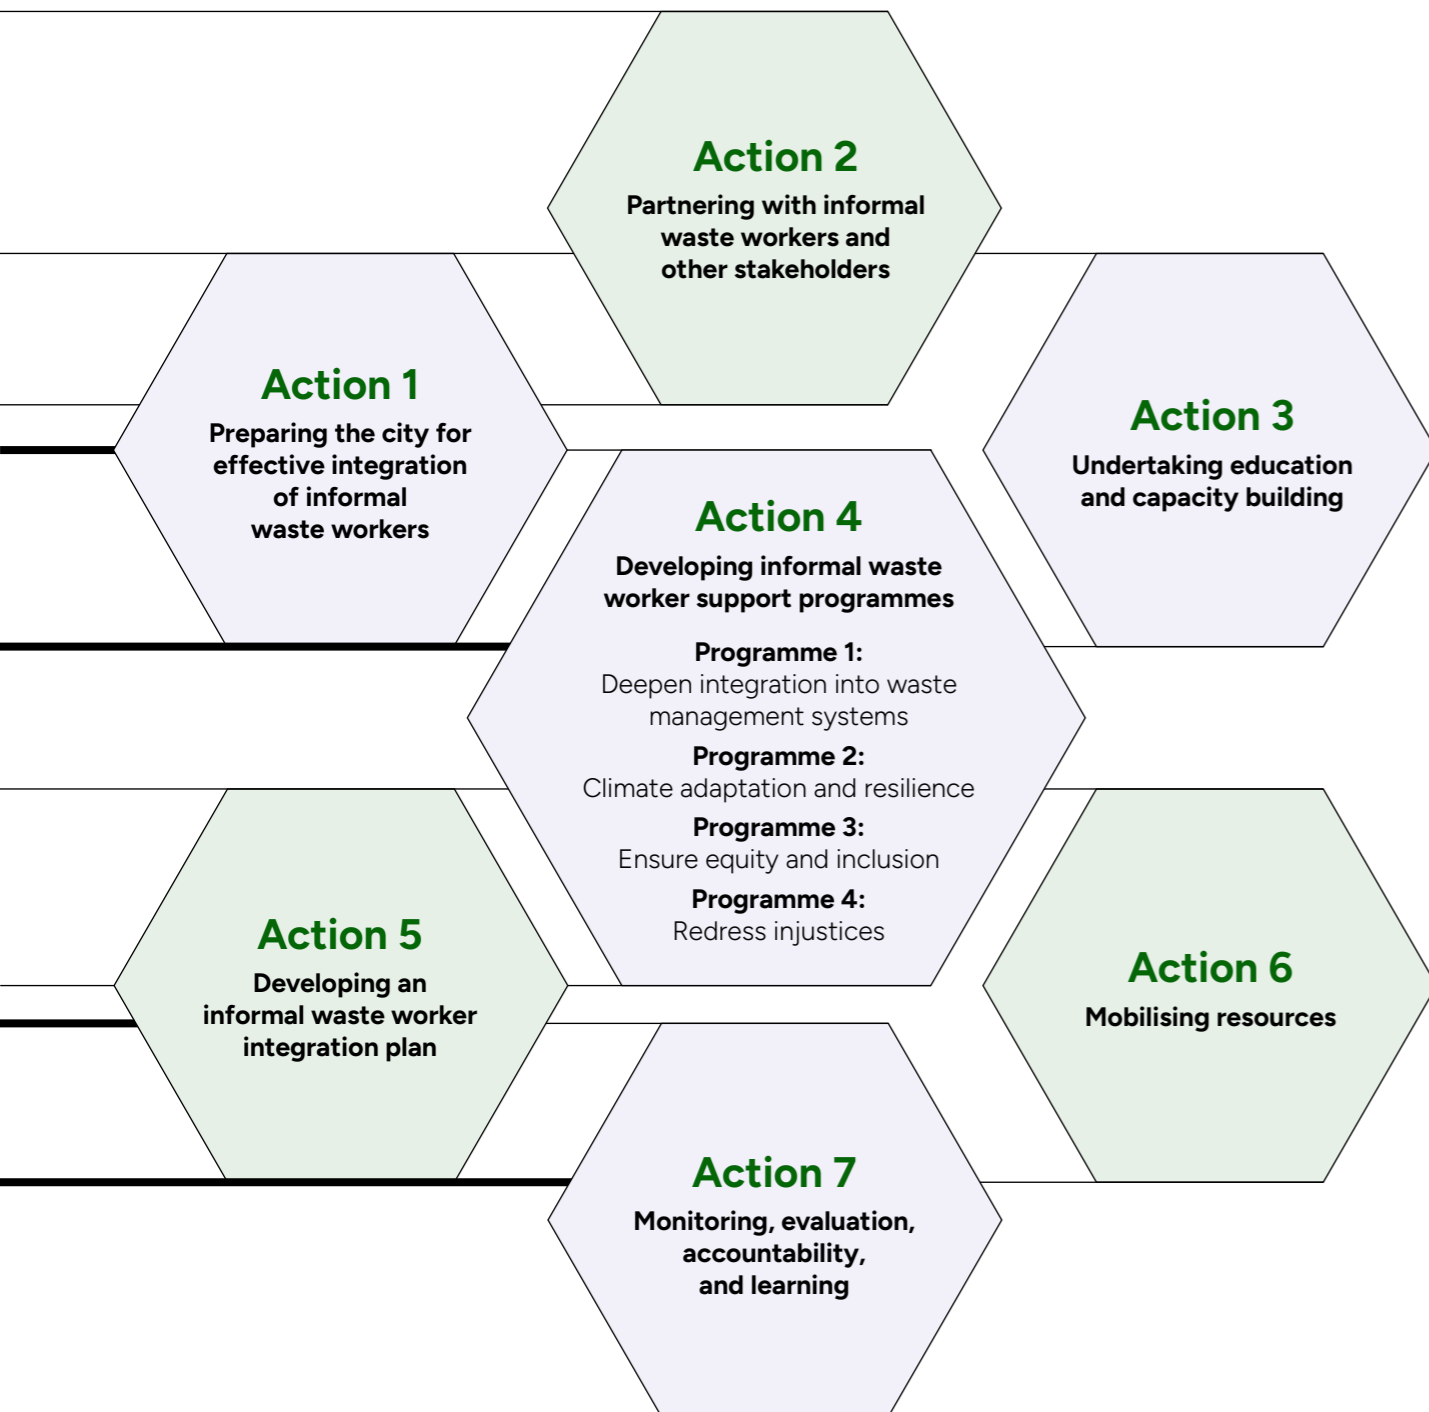 Action 2
Partnering with informal
waste workers and
other stakeholders
Action 1
Preparing the city for
effective integration
of informal
waste workers
Action 3
Undertaking education
and capacity building
Action 4
Developing informal waste
worker support programmes
Programme 1:
Deepen integration into waste
management systems
Programme 2:
Climate adaptation and resilience
Programme 3:
Ensure equity and inclusion
Programme 4:
Redress injustices
Action 5
Developing an
informal waste worker
integration plan
Action 6
Mobilising resources
Action 7
Monitoring, evaluation,
accountability,
and learning